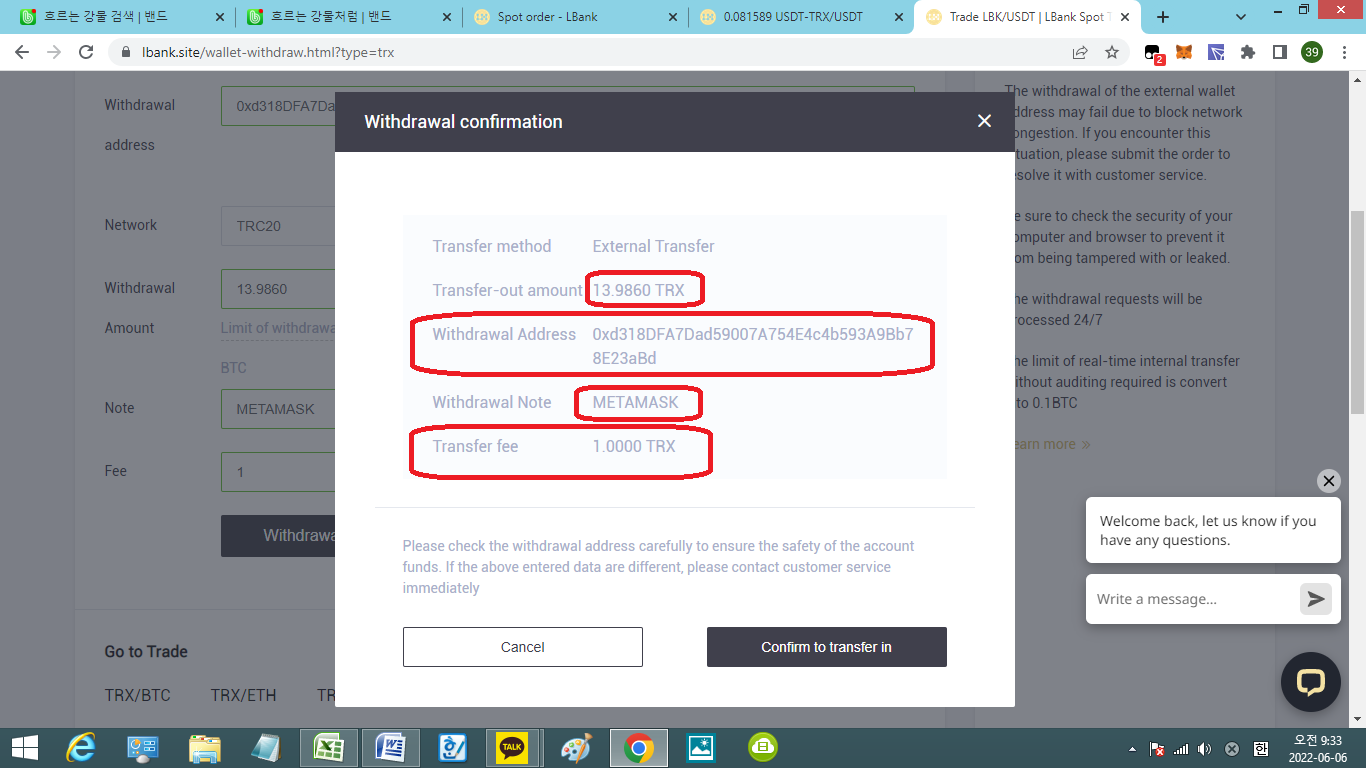 흐르는 강물 검색 | 밴드
흐르는 강물처럼 | 밴드
Spot order - LBank
0.081589 USDT-TRX/USDT
Trade LBK/USDT | LBank Spot T
lbank.site/wallet-withdraw.html?type=trx
2
39
Withdrawal
address
0xd318DFA7Da
Network
TRC20
Withdrawal
Amount
13.9860
Limit of withdrawa
BTC
Note
METAMASK
Fee
1
Withdrawa
Go to Trade
TRX/BTC
TRX/ETH
TR
Withdrawal confirmation
Transfer method External Transfer
Transfer-out amount 13.9860 TRX
Withdrawal Address 0xd318DFA7Dad59007A754E4c4b593A9Bb7
8E23aBd
Withdrawal Note METAMASK
Transfer fee 1.0000 TRX
Please check the withdrawal address carefully to ensure the safety of the account
funds. If the above entered data are different, please contact customer service
immediately
Cancel
Confirm to transfer in
The withdrawal of the external wallet
ddress may fail due to block network
ongestion. If you encounter this
ituation, please submit the order to
esolve it with customer service.
e sure to check the security of your
omputer and browser to prevent it
om being tampered with or leaked.
he withdrawal requests will be
rocessed 24/7
he limit of real-time internal transfer
ithout auditing required is convert
to 0.1BTC
earn more »
Welcome back, let us know if you
have any questions.
Write a message...
TALK
한
오전 9:33
2022-06-06